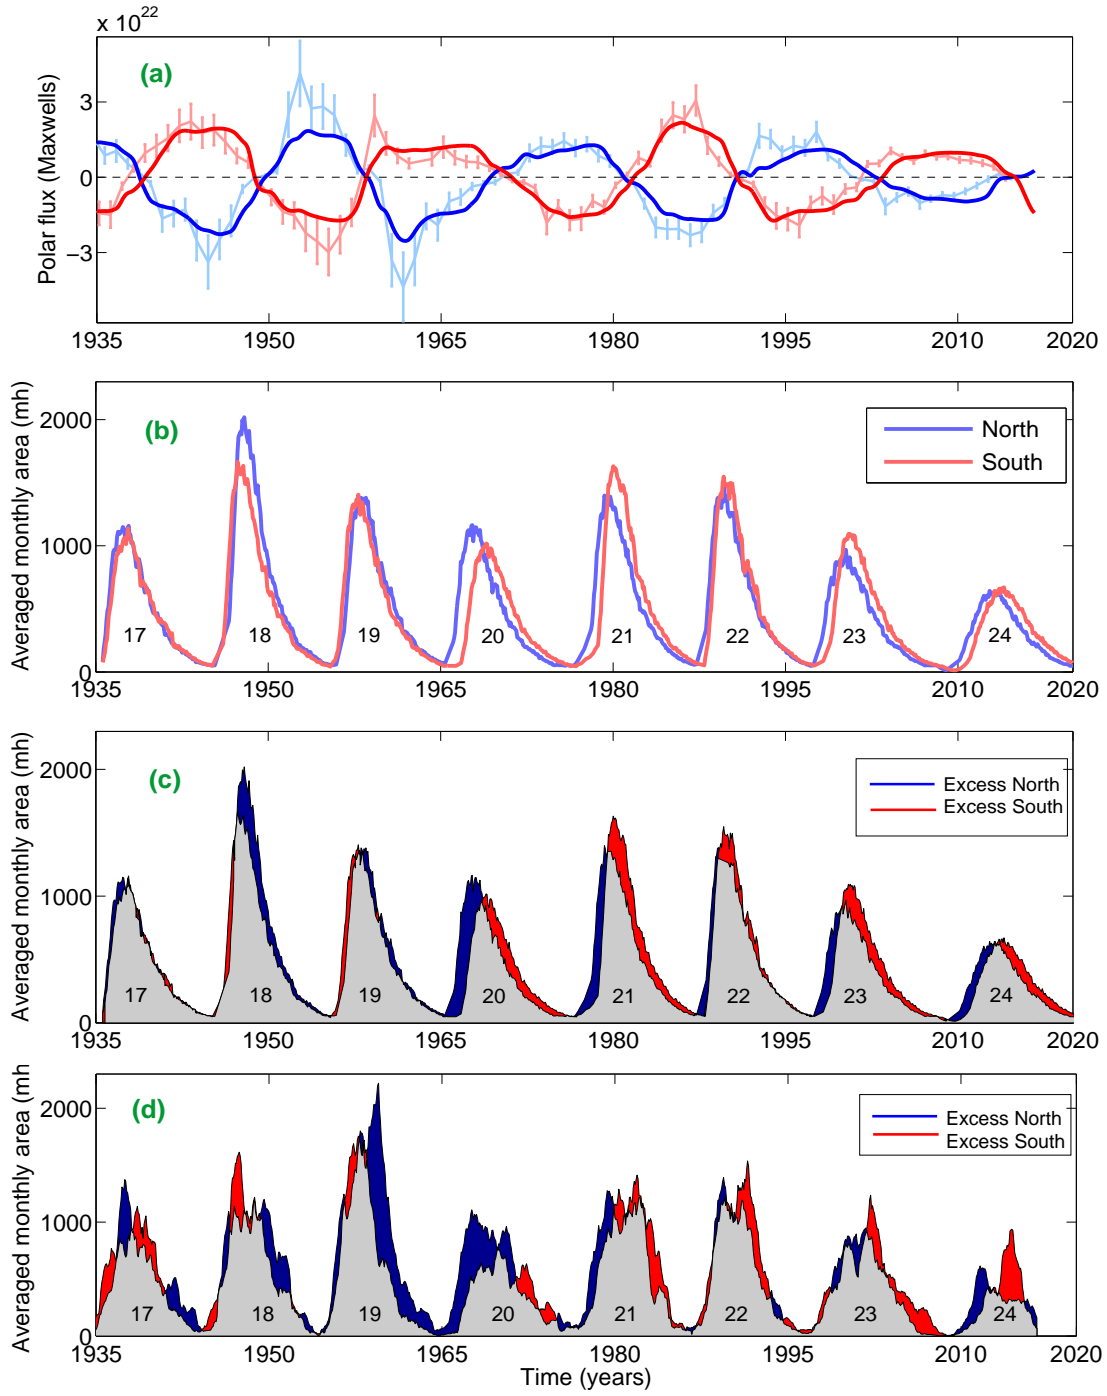 x 10^22
(a)
Polar flux (Maxwells)
3
0
−3
1935 1950 1965 1980 1995 2010 2020
(b)
Averaged monthly area (mh)
2000
1000
0
North
South
17 18 19 20 21 22 23 24
1935 1950 1965 1980 1995 2010 2020
(c)
Averaged monthly area (mh)
2000
1000
0
Excess North
Excess South
17 18 19 20 21 22 23 24
1935 1950 1965 1980 1995 2010 2020
(d)
Averaged monthly area (mh
2000
1000
0
Excess North
Excess South
17 18 19 20 21 22 23 24
1935 1950 1965 1980 1995 2010 2020
Time (years)